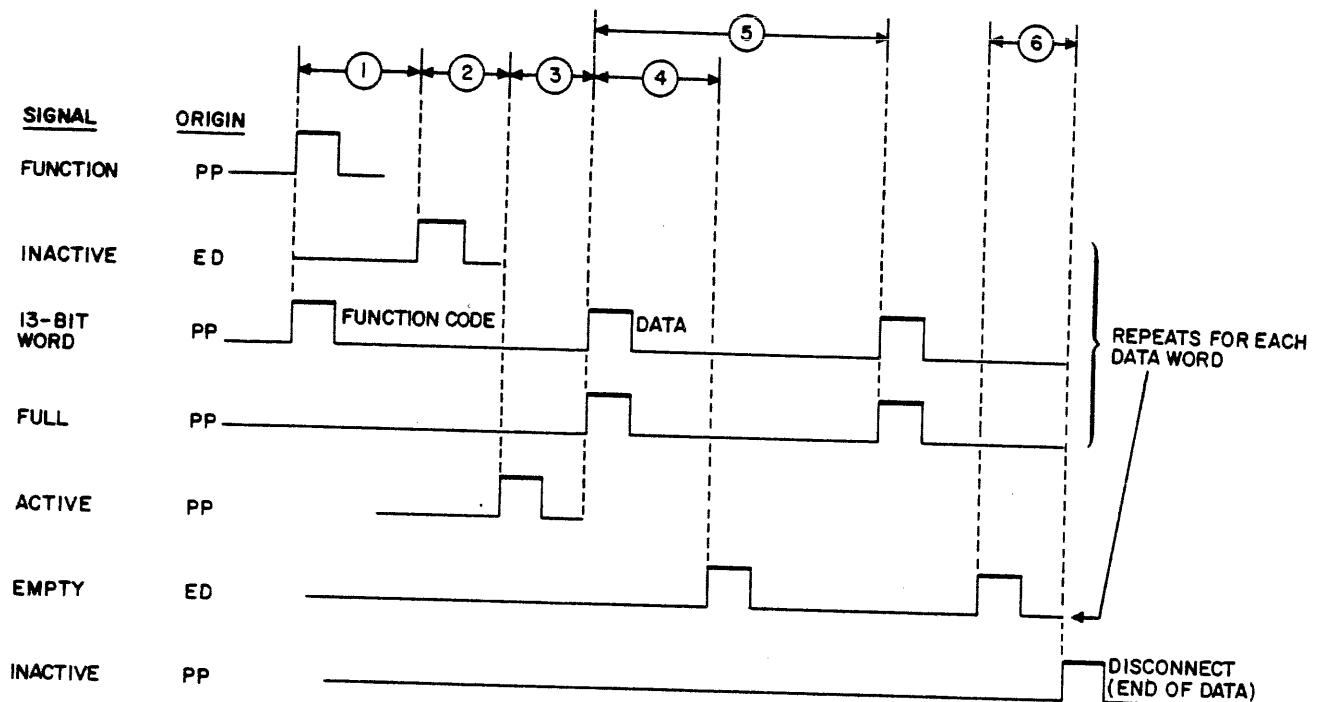 5
6
1
2
3
4
SIGNAL ORIGIN
FUNCTION PP
INACTIVE ED
13-BIT
WORD PP FUNCTION CODE DATA
REPEATS FOR EACH
DATA WORD
FULL PP
ACTIVE PP
EMPTY ED
INACTIVE PP
DISCONNECT
(END OF DATA)